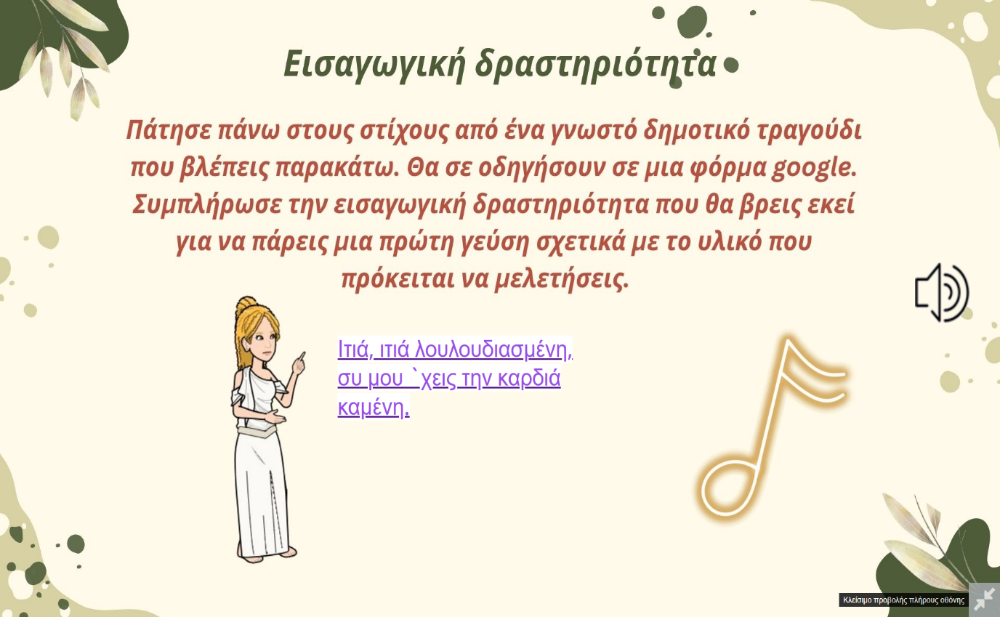 Εισαγωγική δραστηριότητα
Πάτησε πάνω στους στίχους από ένα γνωστό δημοτικό τραγούδι
που βλέπεις παρακάτω. Θα σε οδηγήσουν σε μια φόρμα google.
Συμπλήρωσε την εισαγωγική δραστηριότητα που θα βρεις εκεί
για να πάρεις μια πρώτη γεύση σχετικά με το υλικό που
πρόκειται να μελετήσεις.
Ιτιά, ιτιά λουλουδιασμένη,
συ μου `χεις την καρδιά
καμένη.
Κλείσιμο προβολής πλήρους οθόνης